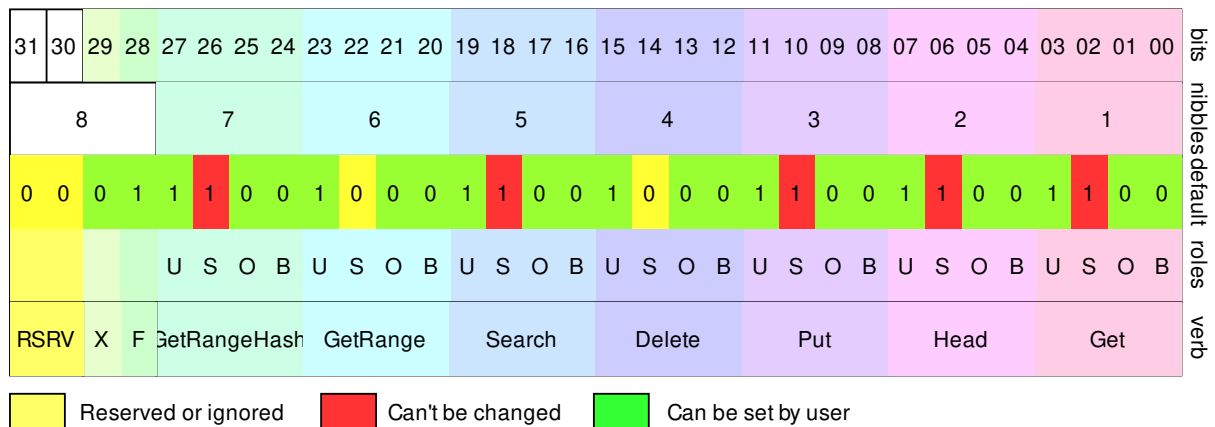 31 30 29 28 27 26 25 24 23 22 21 20 19 18 17 16 15 14 13 12 11 10 09 08 07 06 05 04 03 02 01 00 bits
8 7 6 5 4 3 2 1 nibbles
0 0 0 1 1 1 0 0 1 0 0 0 1 1 0 0 1 0 0 0 1 1 0 0 1 1 0 0 1 1 0 0 default
U S O B U S O B U S O B U S O B U S O B U S O B U S O B roles
RSRV X F GetRangeHash GetRange Search Delete Put Head Get verb
Reserved or ignored Can't be changed Can be set by user